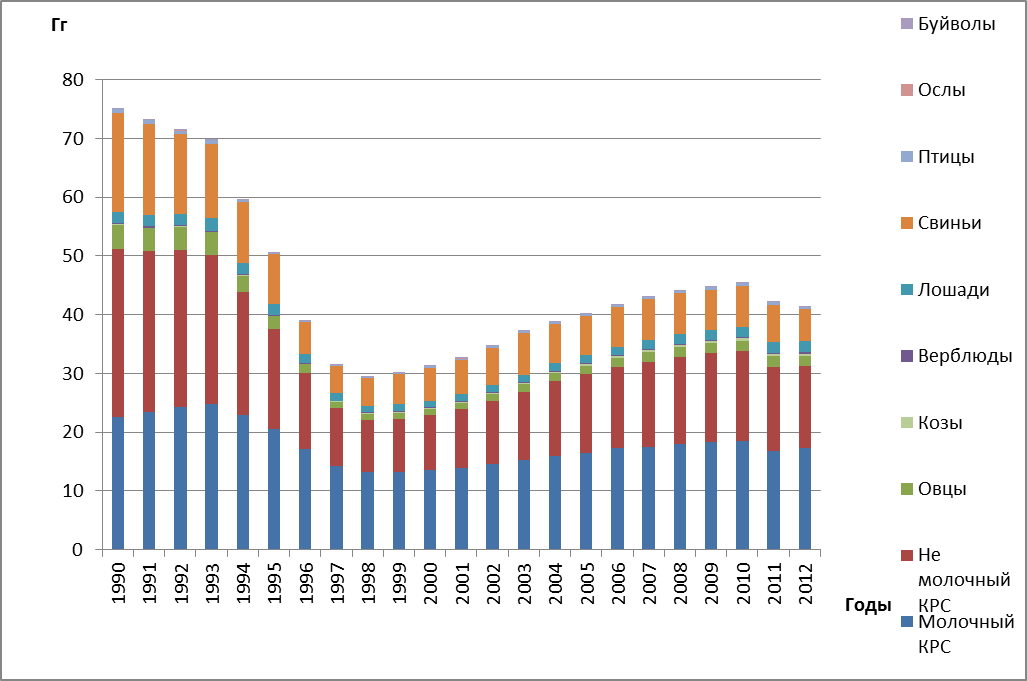 Гг
80
70
60
50
40
30
20
10
0
1990
1991
1992
1993
1994
1995
1996
1997
1998
1999
2000
2001
2002
2003
2004
2005
2006
2007
2008
2009
2010
2011
2012
Годы
Буйволы
Ослы
Птицы
Свиньи
Лошади
Верблюды
Козы
Овцы
Не
молочный
КРС
Молочный
КРС